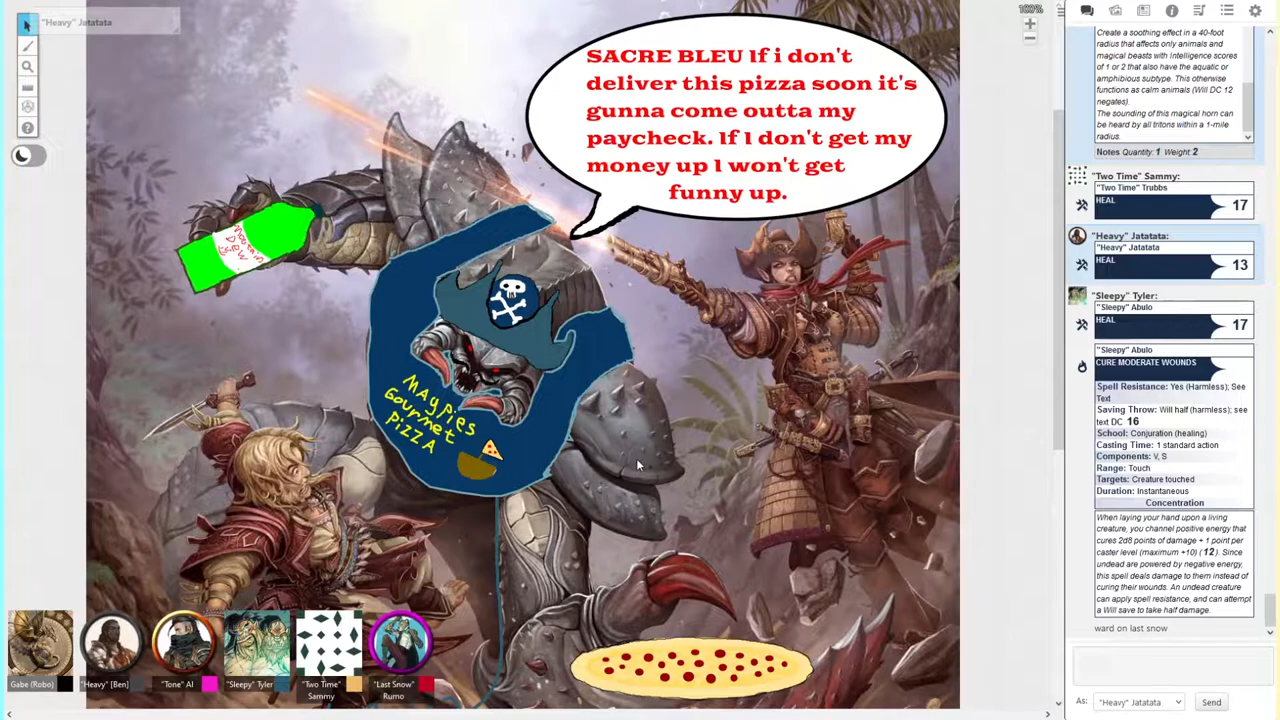 "Heavy" Jatatata
100%
SACRE BLEU If i don't
deliver this pizza soon it's
gunna come outta my
paycheck. If I don't get my
money up I won't get
funny up.
Mountain
Dew
MAypies
Gourmet
PizzA
Gabe (Robo)
"Heavy" [Ben]
"Tone" Al
"Sleepy" Tyler
"Two Time"
Sammy
"Last Snow"
Rumo
Create a soothing effect in a 40-foot
radius that affects only animals and
magical beasts with Intelligence scores
of 1 or 2 that also have the aquatic or
amphibious subtype. This otherwise
functions as calm animals (Will DC 12
negates).
The sounding of this magical horn can
be heard by all tritons within a 1-mile
radius.
Notes Quantity: 1 Weight: 2
"Two Time" Sammy:
"Two Time" Trubbs
HEAL
17
"Heavy" Jatatata:
"Heavy" Jatatata
HEAL
13
"Sleepy" Tyler:
"Sleepy" Abulo
HEAL
17
"Sleepy" Abulo
CURE MODERATE WOUNDS
Spell Resistance: Yes (Harmless); See
Text
Saving Throw: Will half (harmless); see
text DC 16
School: Conjuration (healing)
Casting Time: 1 standard action
Components: V, S
Range: Touch
Targets: Creature touched
Duration: Instantaneous
Concentration
When laying your hand upon a living
creature, you channel positive energy that
cures 2d8 points of damage + 1 point per
caster level (maximum +10) (12). Since
undead are powered by negative energy,
this spell deals damage to them instead of
curing their wounds. An undead creature
can apply spell resistance, and can attempt
a Will save to take half damage.
ward on last snow
As:
"Heavy" Jatatata
Send